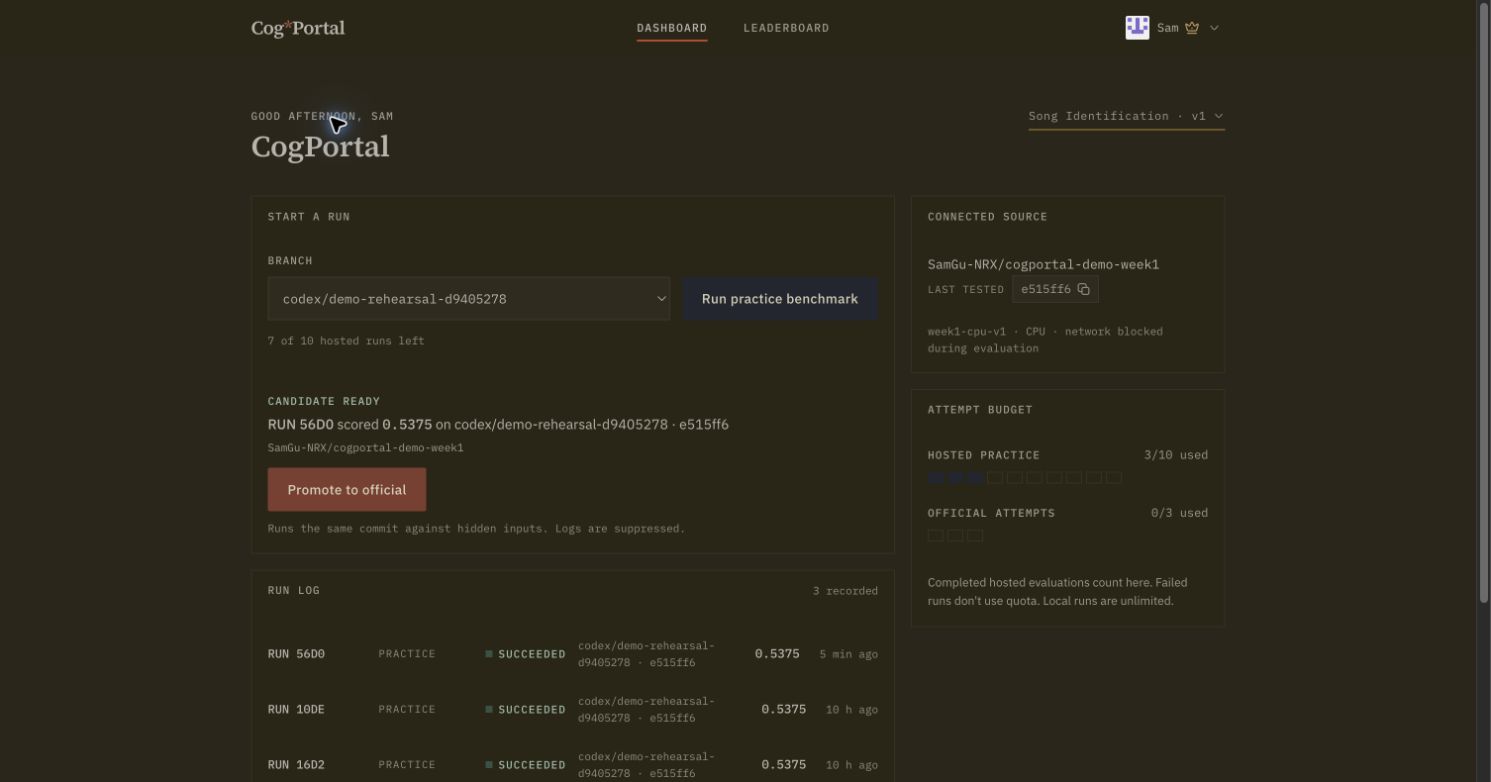 Cog*Portal
DASHBOARD
LEADERBOARD
Sam
GOOD AFTERNOON, SAM
CogPortal
Song Identification · v1
START A RUN
BRANCH
codex/demo-rehearsal-d9405278
Run practice benchmark
7 of 10 hosted runs left
CANDIDATE READY
RUN 56D0 scored 0.5375 on codex/demo-rehearsal-d9405278 · e515ff6
SamGu-NRX/cogportal-demo-week1
Promote to official
Runs the same commit against hidden inputs. Logs are suppressed.
CONNECTED SOURCE
SamGu-NRX/cogportal-demo-week1
LAST TESTED e515ff6
week1-cpu-v1 · CPU · network blocked
during evaluation
ATTEMPT BUDGET
HOSTED PRACTICE 3/10 used
OFFICIAL ATTEMPTS 0/3 used
Completed hosted evaluations count here. Failed
runs don't use quota. Local runs are unlimited.
RUN LOG 3 recorded
RUN 56D0 PRACTICE SUCCEEDED codex/demo-rehearsal-
d9405278 · e515ff6 0.5375 5 min ago
RUN 10DE PRACTICE SUCCEEDED codex/demo-rehearsal-
d9405278 · e515ff6 0.5375 10 h ago
RUN 16D2 PRACTICE SUCCEEDED codex/demo-rehearsal-
d9405278 · e515ff6 0.5375 10 h ago